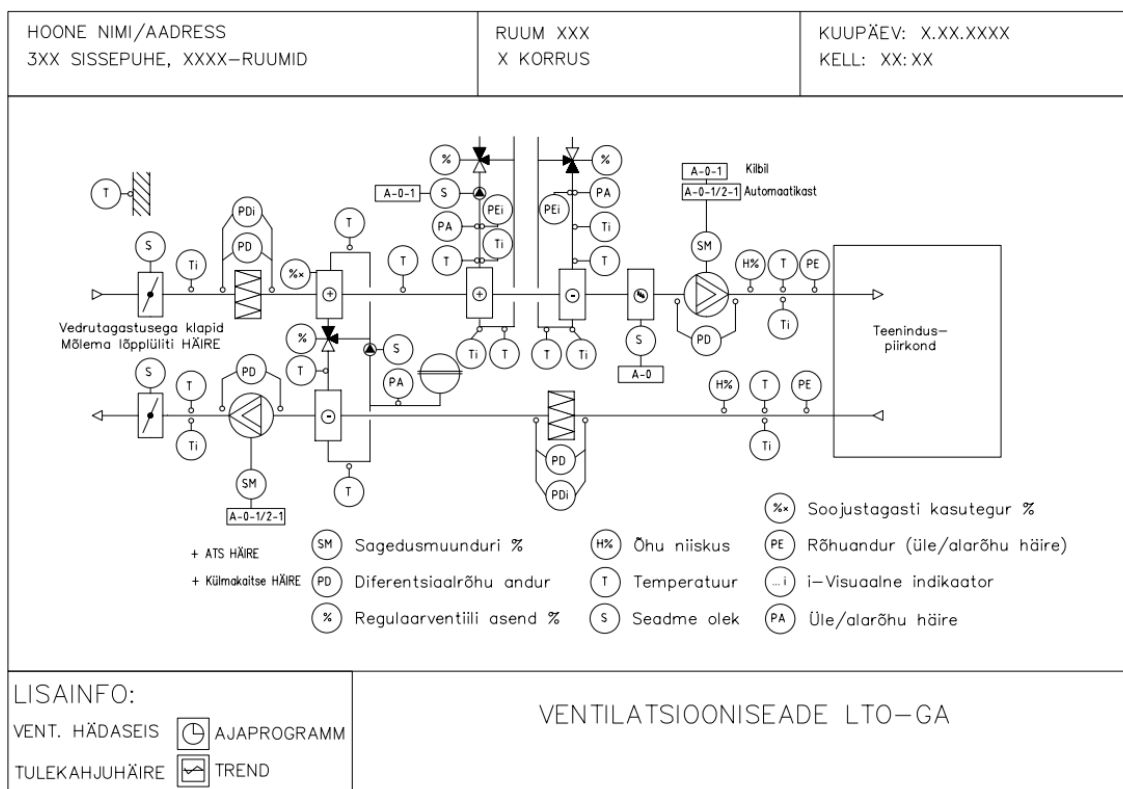 HOONE NIMI/AADRESS
3XX SISSEPUHE, XXXX-RUUMID
RUUM XXX
X KORRUS
KUUPÄEV: X.XX.XXXX
KELL: XX:XX
% %
A-0-1 Kilbil
A-0-1/2-1 Automaatikast
T
A-0-1 S PA
PDi PEi PEi
T PA Ti
S PD T Ti T SM H% T PE
Ti %x T
+ + -
Vedrutagastusega klapid
Mõlema lõpplüliti HÄIRE
% S Ti T T Ti S PD Ti
Teenindus-
piirkond
S T PD T PA A-0 H% T PE
-
Ti Ti
PD
SM T PDi
A-0-1/2-1
+ ATS HÄIRE
+ Külmakaitse HÄIRE
SM Sagedusmuunduri %
PD Diferentsiaalrõhu andur
% Regulaarventiili asend %
H% Õhu niiskus
T Temperatuur
S Seadme olek
%x Soojustagasti kasutegur %
PE Rõhuandur (üle/alarõhu häire)
...i i-Visuaalne indikaator
PA Üle/alarõhu häire
LISAINFO:
VENT. HÄDASEIS AJAPROGRAMM
TULEKAHJUHÄIRE TREND
VENTILATSIOONISEADE LTO-GA